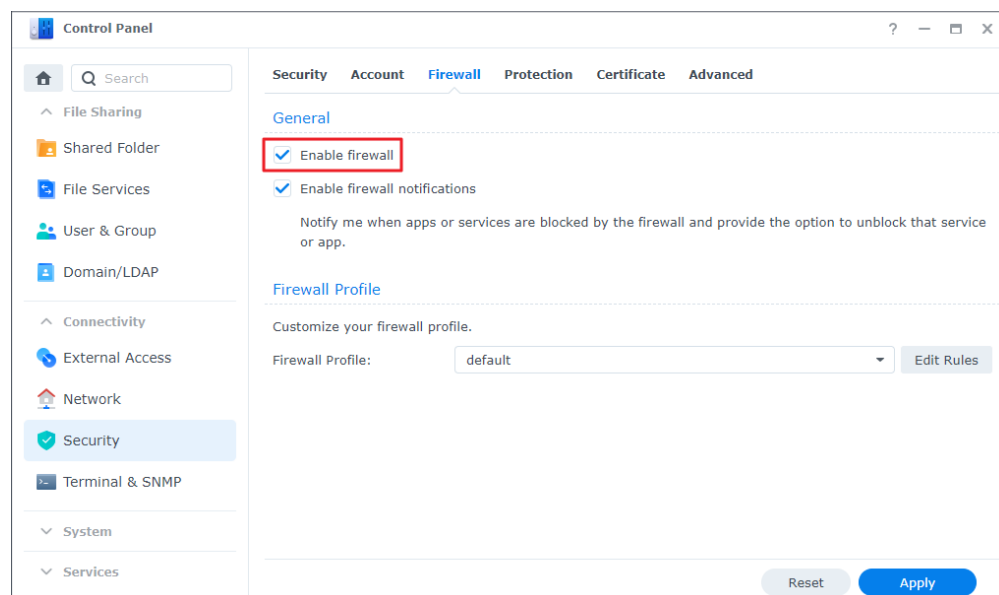 Control Panel
?
Search
File Sharing
Shared Folder
File Services
User & Group
Domain/LDAP
Connectivity
External Access
Network
Security
Terminal & SNMP
System
Services
Security Account Firewall Protection Certificate Advanced
General
Enable firewall
Enable firewall notifications
Notify me when apps or services are blocked by the firewall and provide the option to unblock that service
or app.
Firewall Profile
Customize your firewall profile.
Firewall Profile: default Edit Rules
Reset Apply